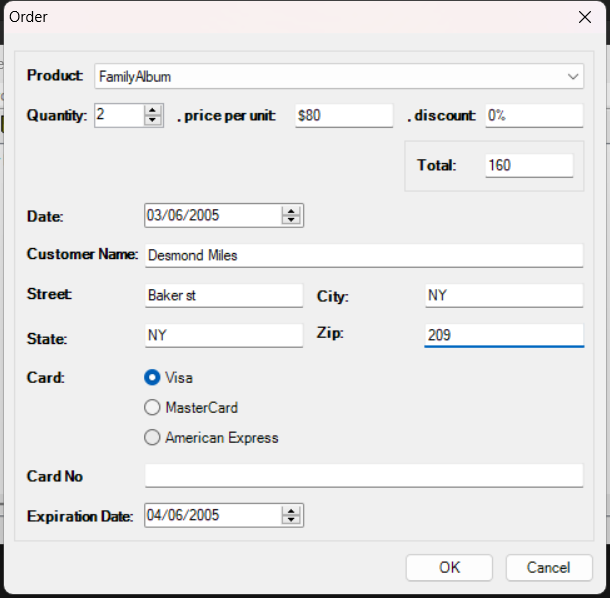 Order
Product: FamilyAlbum
Quantity: 2 , price per unit: $80 , discount: 0%
Total: 160
Date: 03/06/2005
Customer Name: Desmond Miles
Street: Baker st City: NY
State: NY Zip: 209
Card: Visa
MasterCard
American Express
Card No
Expiration Date: 04/06/2005
OK Cancel